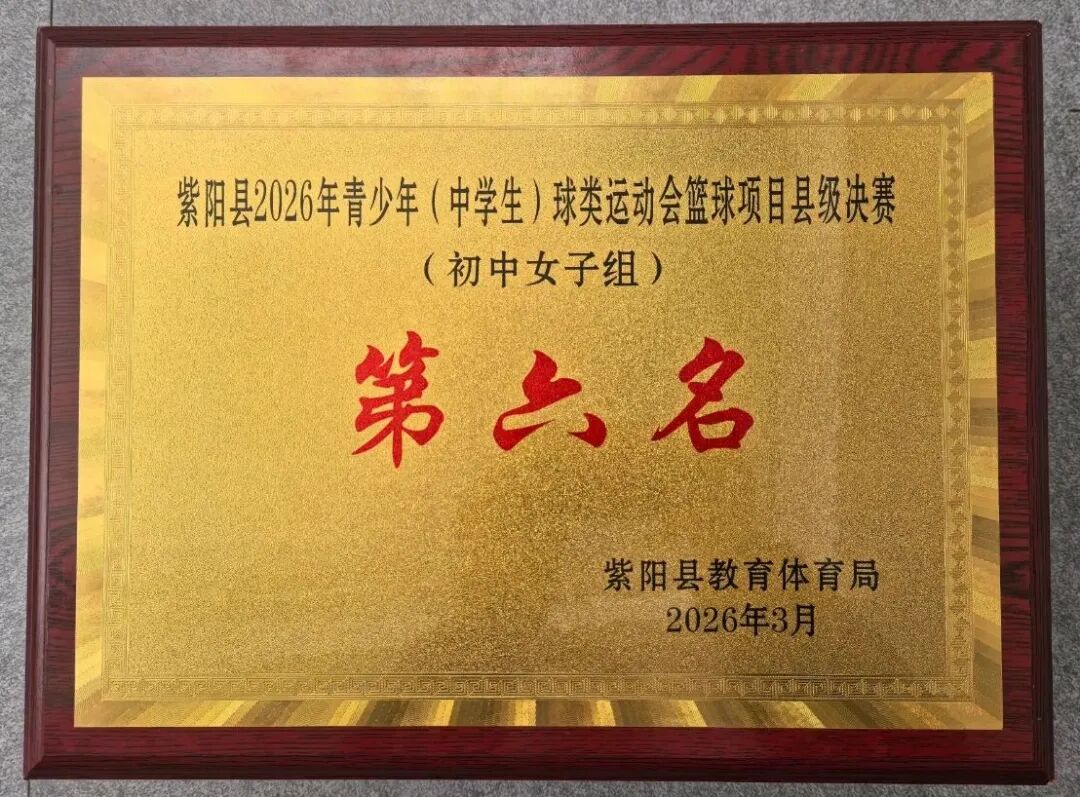 紫阳县2026年青少年（中学生）球类运动会篮球项目县级决赛
（初中女子组）
第六名
紫阳县教育体育局
2026年3月